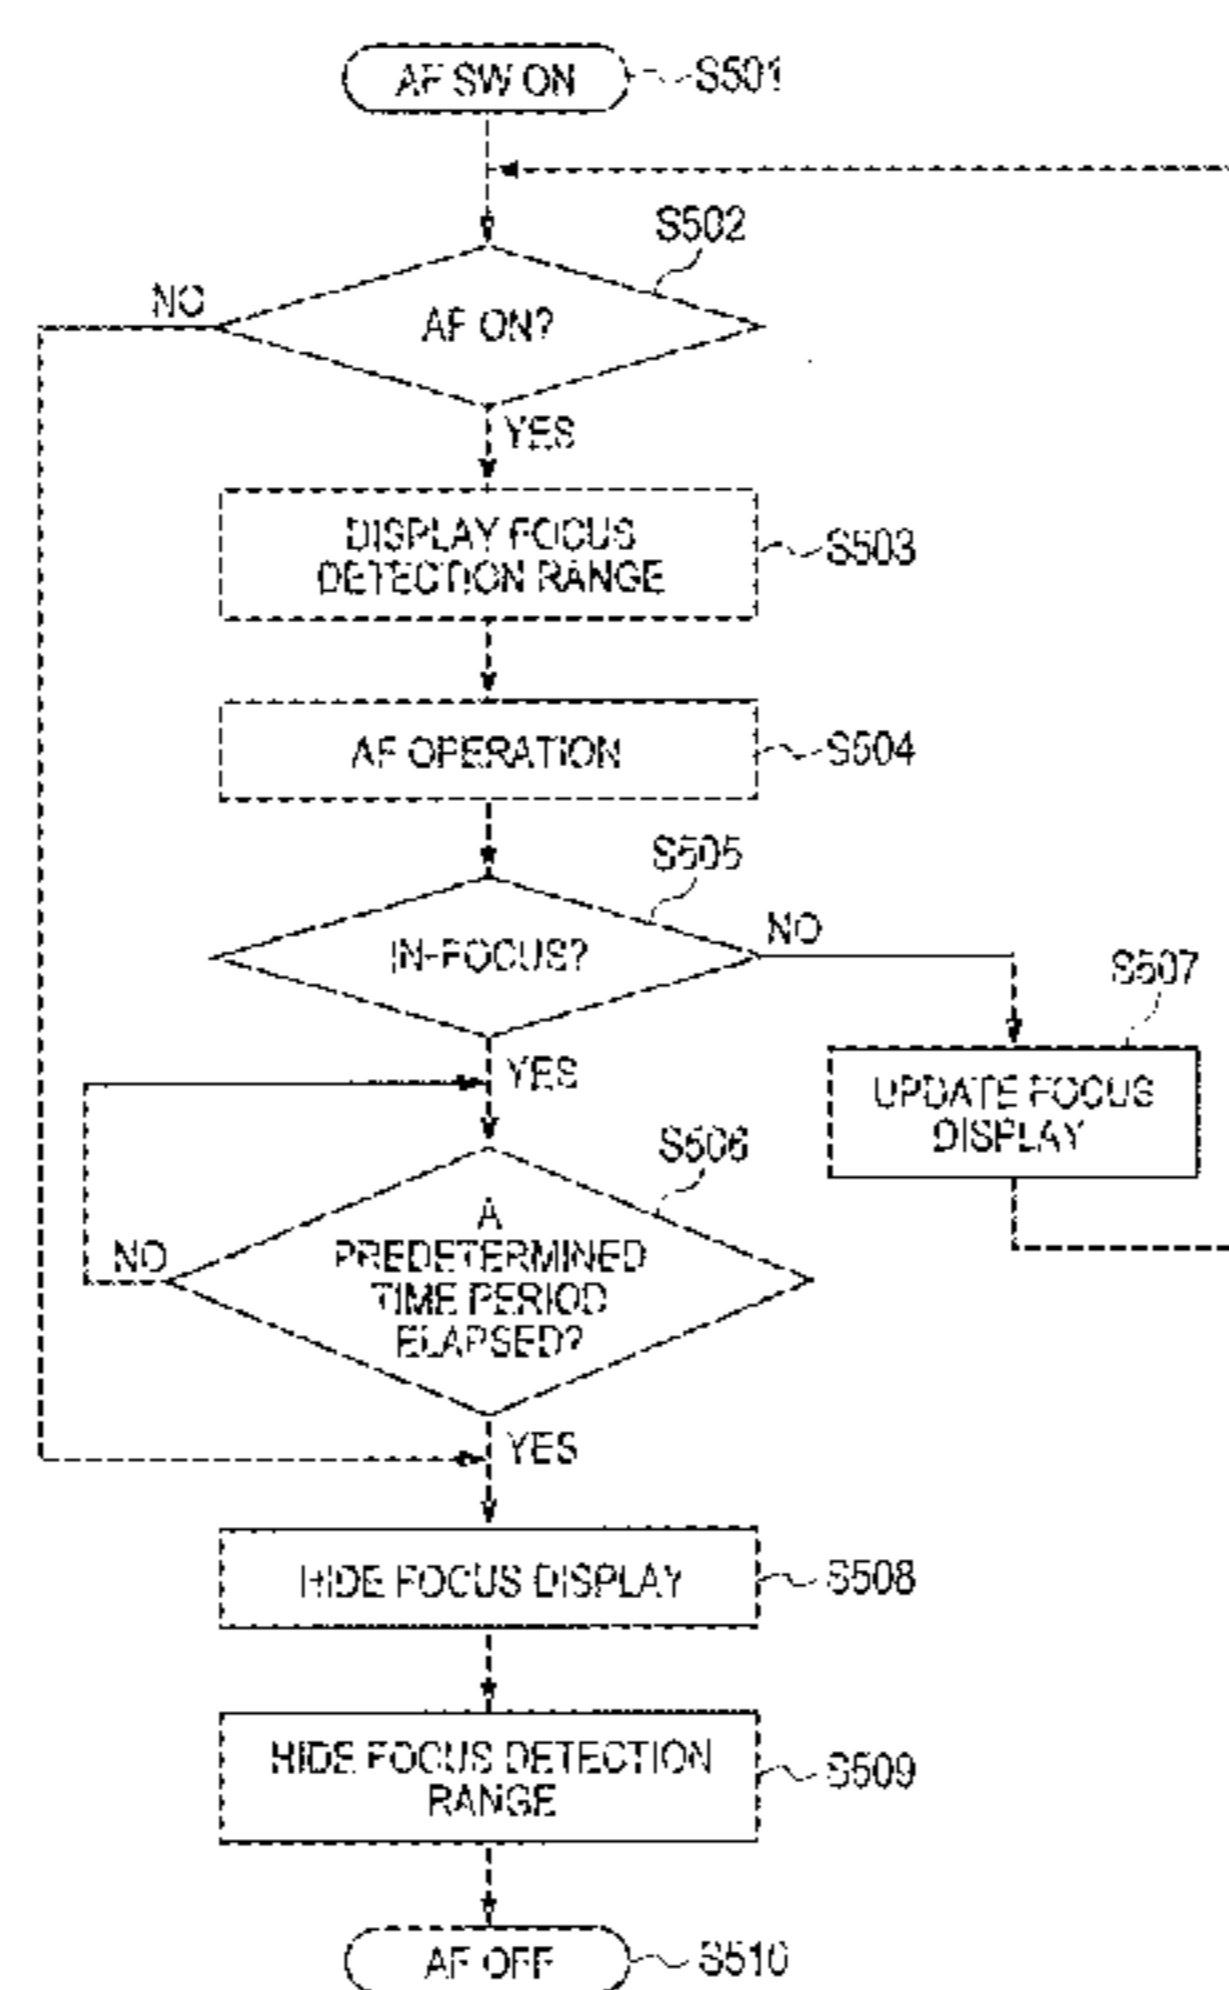 AF SW ON
S501
S502
NO
AF ON?
YES
DISPLAY FOCUS
DETECTION RANGE
S503
AF OPERATION
S504
S505
IN-FOCUS?
NO
S507
YES
UPDATE FOCUS
DISPLAY
S506
A
PREDETERMINED
TIME PERIOD
ELAPSED?
NO
YES
HIDE FOCUS DISPLAY
S508
HIDE FOCUS DETECTION
RANGE
S509
AF OFF
S510